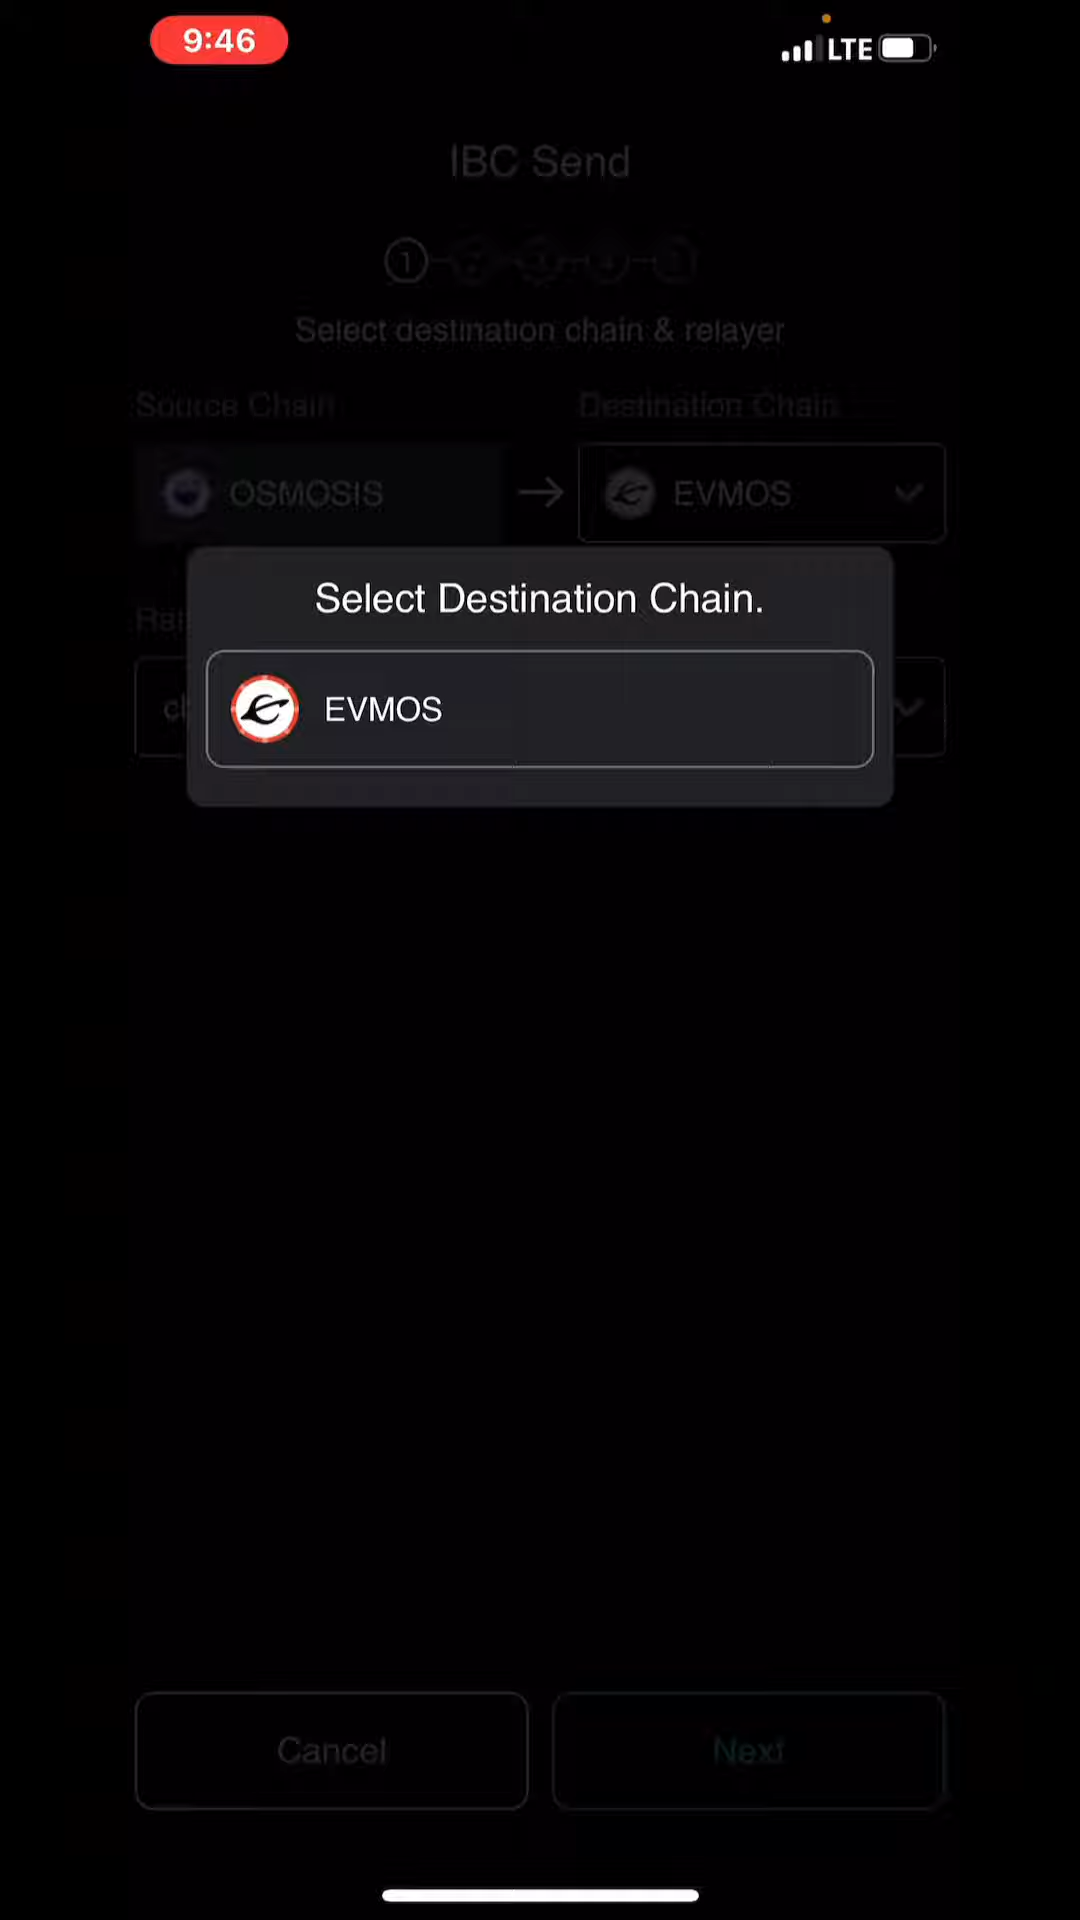 9:46
LTE
IBC Send
1
Select destination chain & relayer
Source Chain
Destination Chain
OSMOSIS
EVMOS
Select Destination Chain.
EVMOS
Cancel
Next